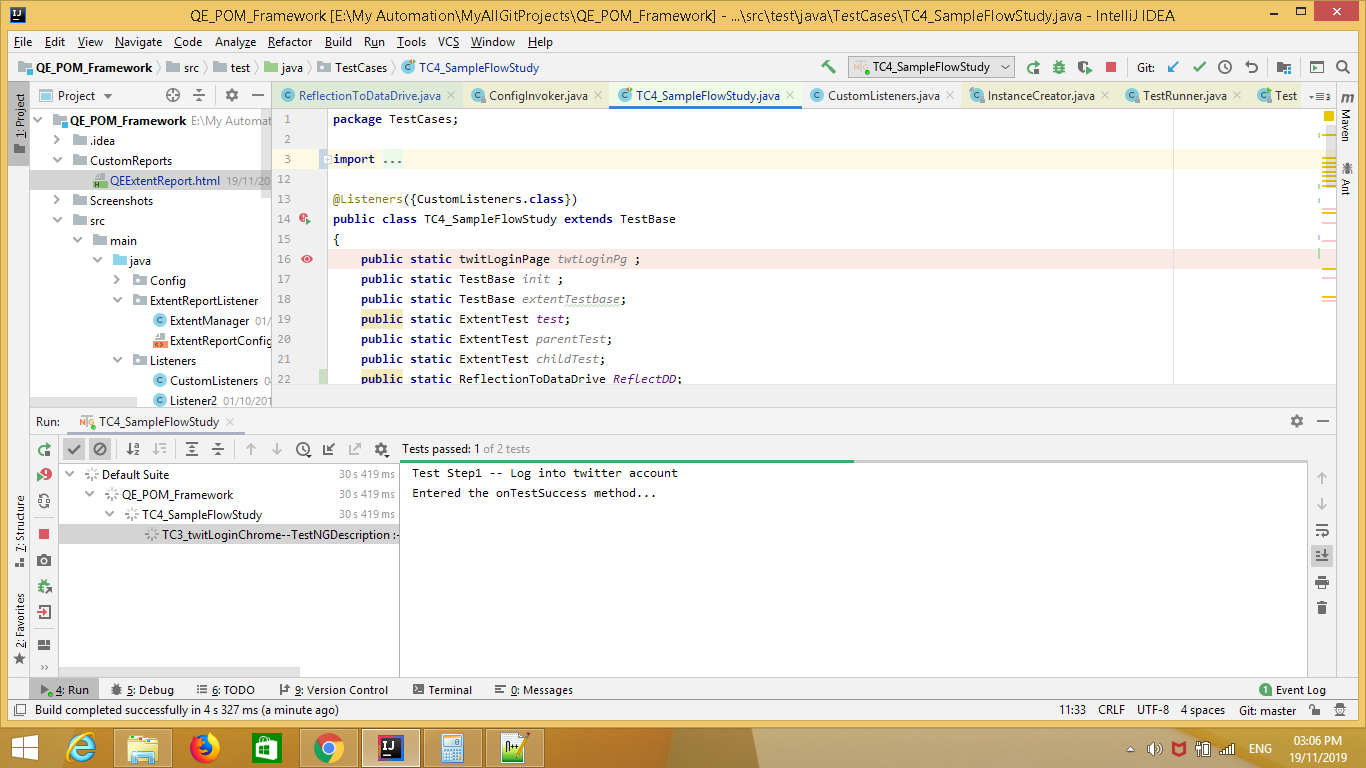 QE_POM_Framework [E:\My Automation\MyAllGitProjects\QE_POM_Framework] - ...\src\test\java\TestCases\TC4_SampleFlowStudy.java - IntelliJ IDEA
File Edit View Navigate Code Analyze Refactor Build Run Tools VCS Window Help
QE_POM_Framework src test java TestCases TC4_SampleFlowStudy TC4_SampleFlowStudy Git:
1: Project
Project
ReflectionToDataDrive.java ConfigInvoker.java TC4_SampleFlowStudy.java CustomListeners.java InstanceCreator.java TestRunner.java Test
QE_POM_Framework E:\My Automat
.idea
CustomReports
QEExtentReport.html 19/11/20
Screenshots
src
main
java
Config
ExtentReportListener
ExtentManager 01/
ExtentReportConfig
Listeners
CustomListeners 0
Listener2 01/10/201
1 package TestCases;
2
3 import ...
12
13 @Listeners({CustomListeners.class})
14 public class TC4_SampleFlowStudy extends TestBase
15 {
16 public static twitLoginPage twtLoginPg ;
17 public static TestBase init ;
18 public static TestBase extentTestbase;
19 public static ExtentTest test;
20 public static ExtentTest parentTest;
21 public static ExtentTest childTest;
22 public static ReflectionToDataDrive ReflectDD;
Maven
Ant
Run: TC4_SampleFlowStudy
Tests passed: 1 of 2 tests
Default Suite 30 s 419 ms
QE_POM_Framework 30 s 419 ms
TC4_SampleFlowStudy 30 s 419 ms
TC3_twitLoginChrome--TestNGDescription :-
Test Step1 -- Log into twitter account
Entered the onTestSuccess method...
7: Structure
2: Favorites
4: Run 5: Debug 6: TODO 9: Version Control Terminal 0: Messages 1 Event Log
Build completed successfully in 4 s 327 ms (a minute ago) 11:33 CRLF UTF-8 4 spaces Git: master
ENG
03:06 PM
19/11/2019